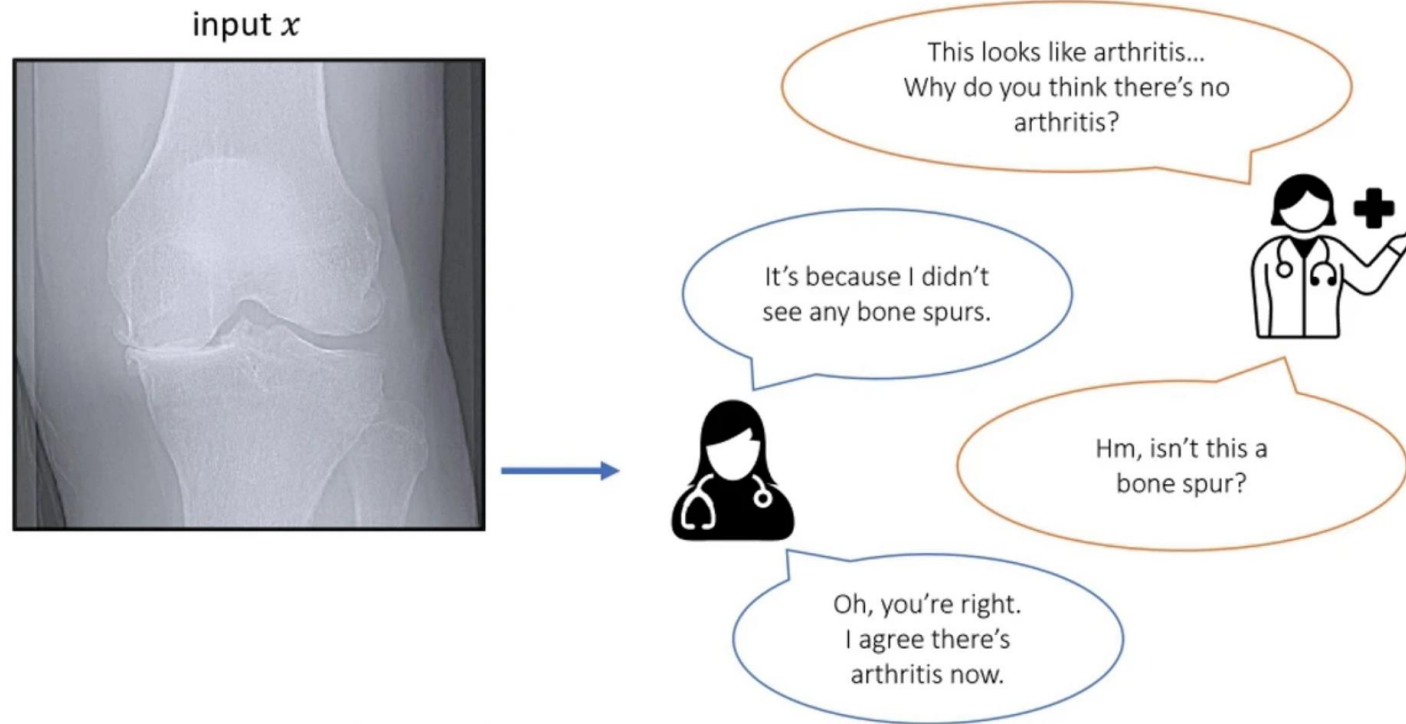 input x
This looks like arthritis...
Why do you think there's no
arthritis?
It's because I didn't
see any bone spurs.
Hm, isn't this a
bone spur?
Oh, you're right.
I agree there's
arthritis now.